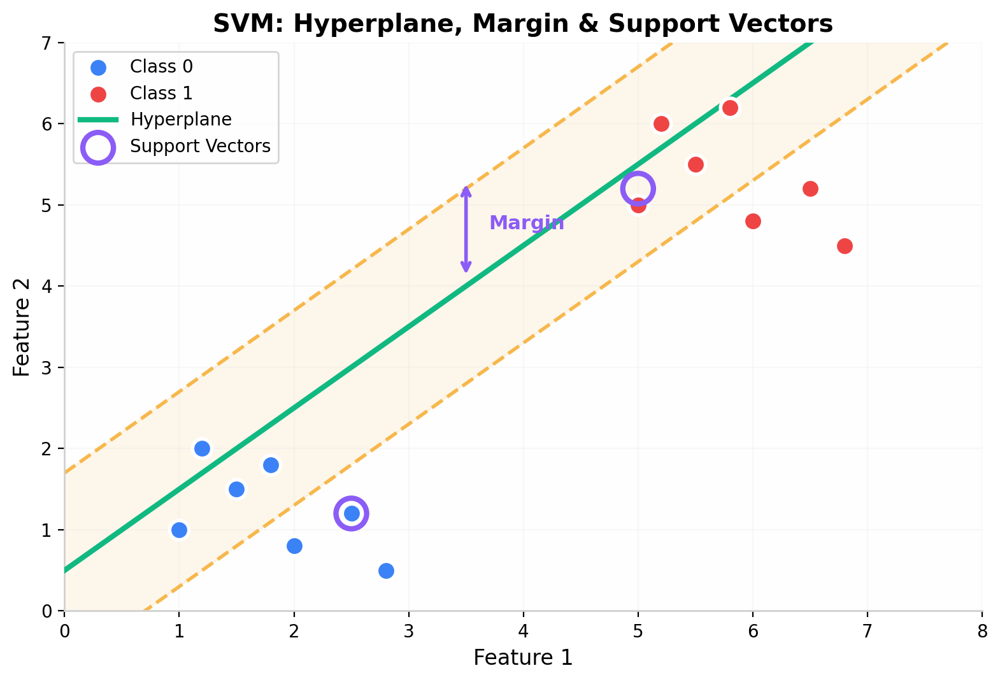 SVM: Hyperplane, Margin & Support Vectors
Class 0
Class 1
Hyperplane
Support Vectors
Margin
Feature 2
7
6
5
4
3
2
1
0
0 1 2 3 4 5 6 7 8
Feature 1